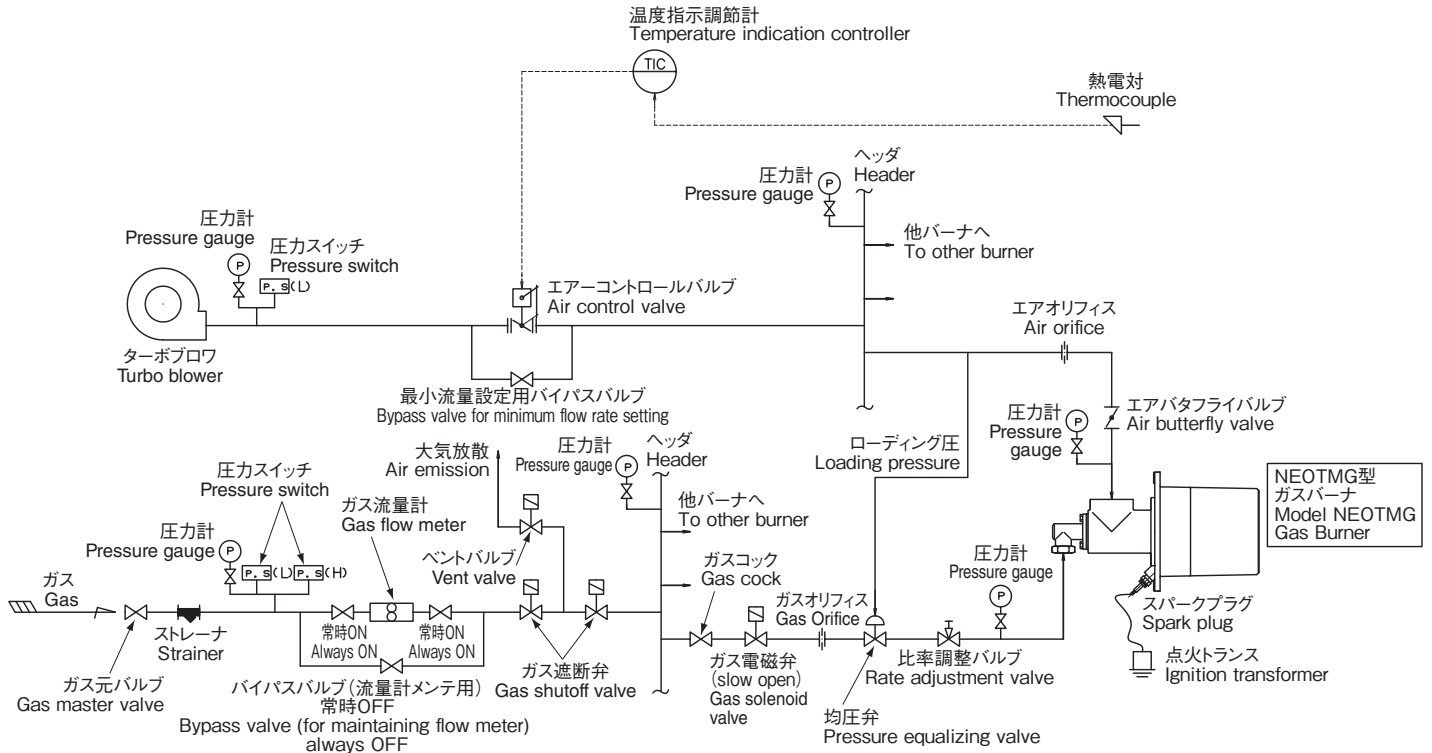 温度指示調節計
Temperature indication controller
TIC
熱電対
Thermocouple
ヘッダ
Header
圧力計
Pressure gauge
P
圧力計
Pressure gauge
P
圧力スイッチ
Pressure switch
P. S(L)
他バーナへ
To other burner
エアーコントロールバルブ
Air control valve
エアオリフィス
Air orifice
ターボブロワ
Turbo blower
最小流量設定用バイパスバルブ
Bypass valve for minimum flow rate setting
圧力計
Pressure
gauge
P
エアバタフライバルブ
Air butterfly valve
ローディング圧
Loading pressure
大気放散
Air emission
圧力計
Pressure gauge
P
ヘッダ
Header
圧力スイッチ
Pressure switch
ガス流量計
Gas flow meter
他バーナへ
To other burner
NEOTMG型
ガスバーナ
Model NEOTMG
Gas Burner
圧力計
Pressure gauge
P
P. S(L)
P. S(H)
ベントバルブ
Vent valve
ガスコック
Gas cock
圧力計
Pressure gauge
P
ガス
Gas
ガスオリフィス
Gas Orifice
スパークプラグ
Spark plug
ストレーナ
Strainer
常時ON
Always ON
常時ON
Always ON
ガス遮断弁
Gas shutoff valve
ガス電磁弁
(slow open)
Gas solenoid
valve
比率調整バルブ
Rate adjustment valve
点火トランス
Ignition transformer
ガス元バルブ
Gas master valve
バイパスバルブ(流量計メンテ用)
常時OFF
Bypass valve (for maintaining flow meter)
always OFF
均圧弁
Pressure equalizing valve